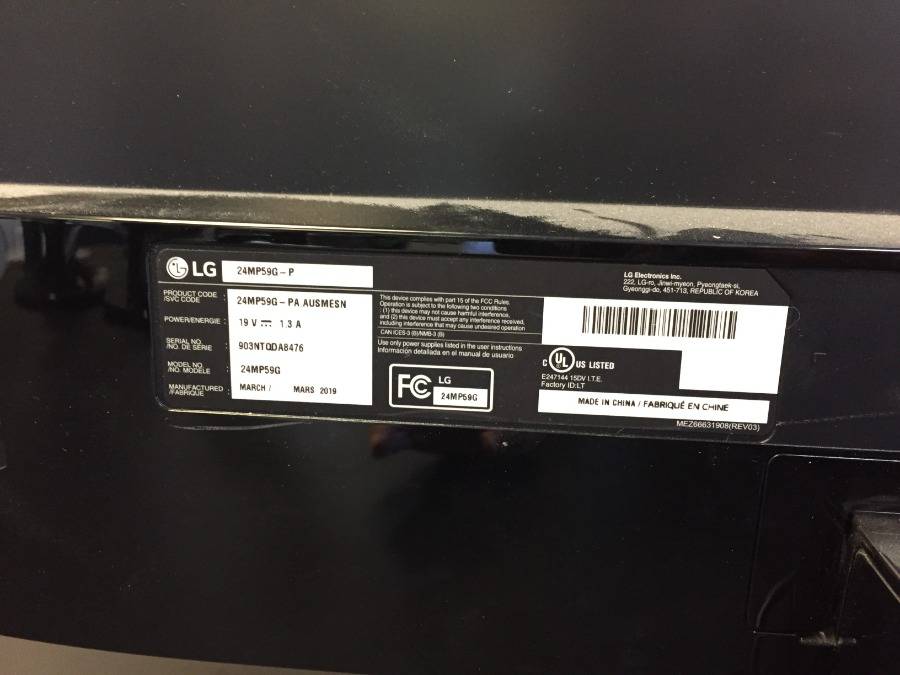 LG 24MP59G-P
LG Electronics Inc.
222, LG-ro, Jinwi-myeon, Pyeongtaek-si,
Gyeonggi-do, 451-713, REPUBLIC OF KOREA
PRODUCT CODE
/SVC CODE : 24MP59G-PA.AUSMESN
POWER/ÉNERGIE : 19 V 1.3 A
SERIAL NO.
/NO. DE SÉRIE : 903NTQDA8476
MODEL NO.
/NO. MODÈLE : 24MP59G
MANUFACTURED
/FABRIQUÉ : MARCH / MARS 2019
This device complies with part 15 of the FCC Rules.
Operation is subject to the following two conditions:
(1) this device may not cause harmful interference,
and (2) this device must accept any interference received,
including interference that may cause undesired operation
CAN ICES-3 (B)/NMB-3 (B)
Use only power supplies listed in the user instructions
Información detallada en el manual de usuario
FC LG
24MP59G
C UL US LISTED
E247144 15DV I.T.E.
Factory ID:LT
MADE IN CHINA / FABRIQUÉ EN CHINE
MEZ66631908(REV03)